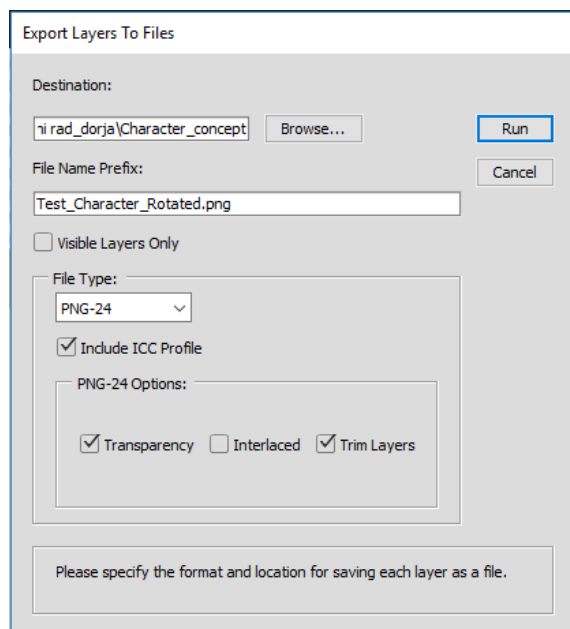 Export Layers To Files
Destination:
rad_dorja\Character_concept
Browse...
Run
File Name Prefix:
Cancel
Test_Character_Rotated.png
Visible Layers Only
File Type:
PNG-24
Include ICC Profile
PNG-24 Options:
Transparency Interlaced Trim Layers
Please specify the format and location for saving each layer as a file.